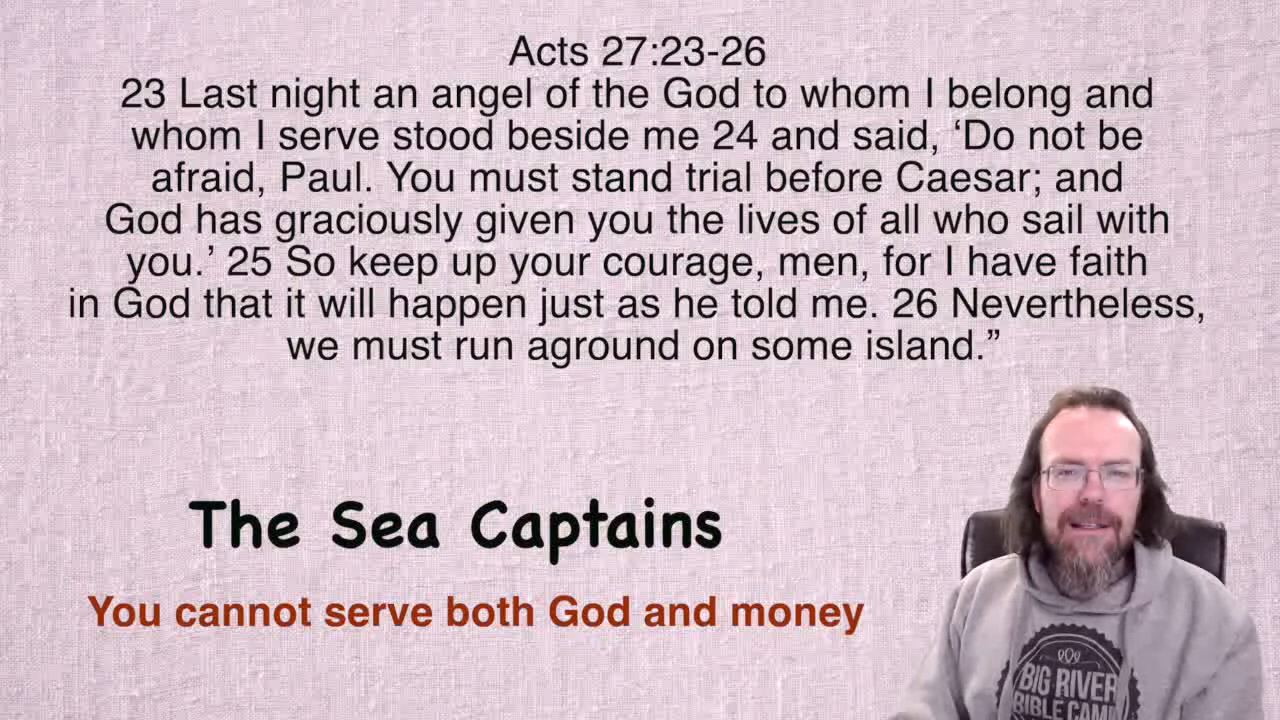 Acts 27:23-26
23 Last night an angel of the God to whom I belong and
whom I serve stood beside me 24 and said, ‘Do not be
afraid, Paul. You must stand trial before Caesar; and
God has graciously given you the lives of all who sail with
you.’ 25 So keep up your courage, men, for I have faith
in God that it will happen just as he told me. 26 Nevertheless,
we must run aground on some island.”
The Sea Captains
You cannot serve both God and money
BIG RIVER
BIBLE CAMP